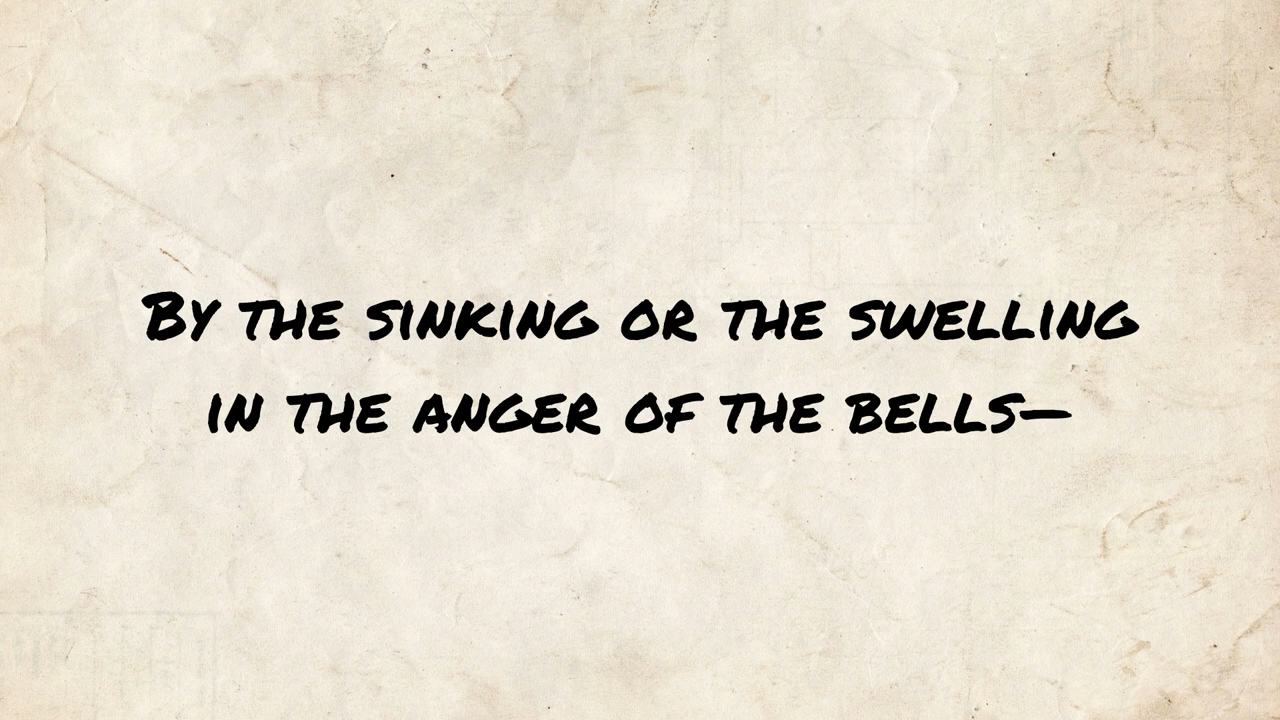 By the sinking or the swelling
in the anger of the bells—